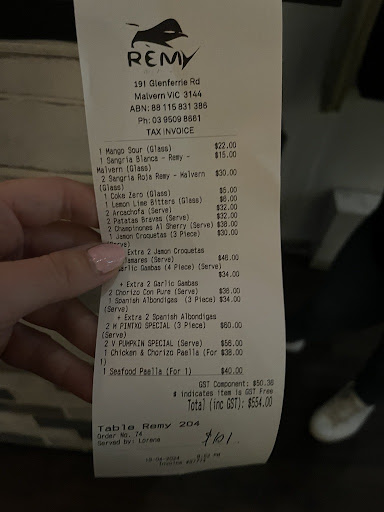 REMY
191 Glenferrie Rd
Malvern VIC 3144
ABN: 88 115 831 386
Ph: 03 9509 8681
TAX INVOICE
1 Mango Sour (Glass) $22.00
1 Sangria Blanca - Remy - $15.00
Malvern (Glass)
2 Sangria Roja Remy - Malvern $30.00
(Glass)
1 Coke Zero (Glass) $5.00
1 Lemon Lime Bitters (Glass) $6.00
2 Arcachofa (Serve) $32.00
2 Patatas Bravas (Serve) $32.00
2 Champinones Al Sherry (Serve) $38.00
1 Jamon Croquetas (3 Piece) $30.00
+ Extra 2 Jamon Croquetas
(Serve) $46.00
Gambas (4 Piece) (Serve)
$34.00
+ Extra 2 Garlic Gambas
2 Chorizo Con Pure (Serve) $38.00
1 Spanish Albondigas (3 Piece) $34.00
(Serve)
+ Extra 2 Spanish Albondigas
2 M PINTXO SPECIAL (3 Piece) $60.00
(Serve)
2 V PUMPKIN SPECIAL (Serve) $56.00
1 Chicken & Chorizo Paella (For $38.00
1)
1 Seafood Paella (For 1) $40.00
GST Component: $50.36
# indicates item is GST Free
Total (inc GST): $554.00
Table Remy 204
Order No. 74
Served by: Lorena
$101